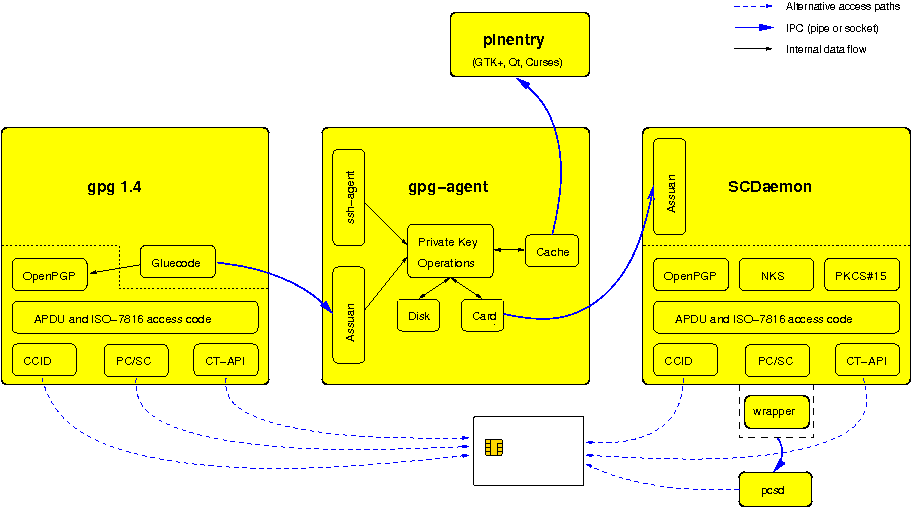 Alternative access paths
IPC (pipe or socket)
Internal data flow
pinentry
(GTK+, Qt, Curses)
gpg 1.4
OpenPGP
Gluecode
APDU and ISO-7816 access code
CCID
PC/SC
CT-API
gpg-agent
ssh-agent
Assuan
Private Key
Operations
Cache
Disk
Card
SCDaemon
Assuan
OpenPGP
NKS
PKCS#15
APDU and ISO-7816 access code
CCID
PC/SC
CT-API
wrapper
pcsd